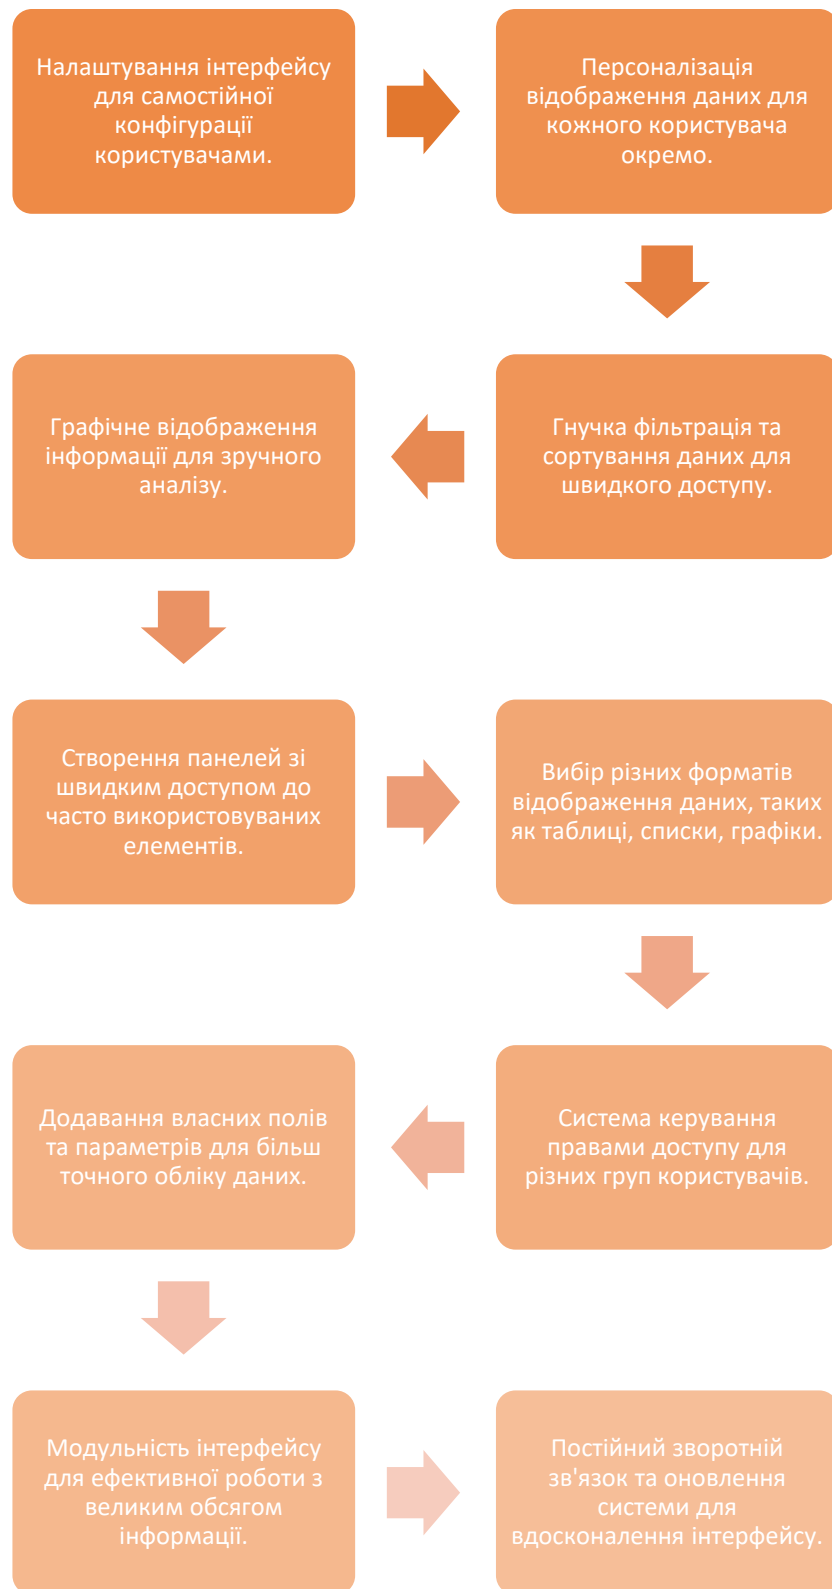 Налаштування інтерфейсу
для самостійної
конфігурації
користувачами.
Персоналізація
відображення даних для
кожного користувача
окремо.
Гнучка фільтрація та
сортування даних для
швидкого доступу.
Графічне відображення
інформації для зручного
аналізу.
Створення панелей зі
швидким доступом до
часто використовуваних
елементів.
Вибір різних форматів
відображення даних, таких
як таблиці, списки, графіки.
Система керування
правами доступу для
різних груп користувачів.
Додавання власних полів
та параметрів для більш
точного обліку даних.
Модульність інтерфейсу
для ефективної роботи з
великим обсягом
інформації.
Постійний зворотній
зв'язок та оновлення
системи для
вдосконалення інтерфейсу.